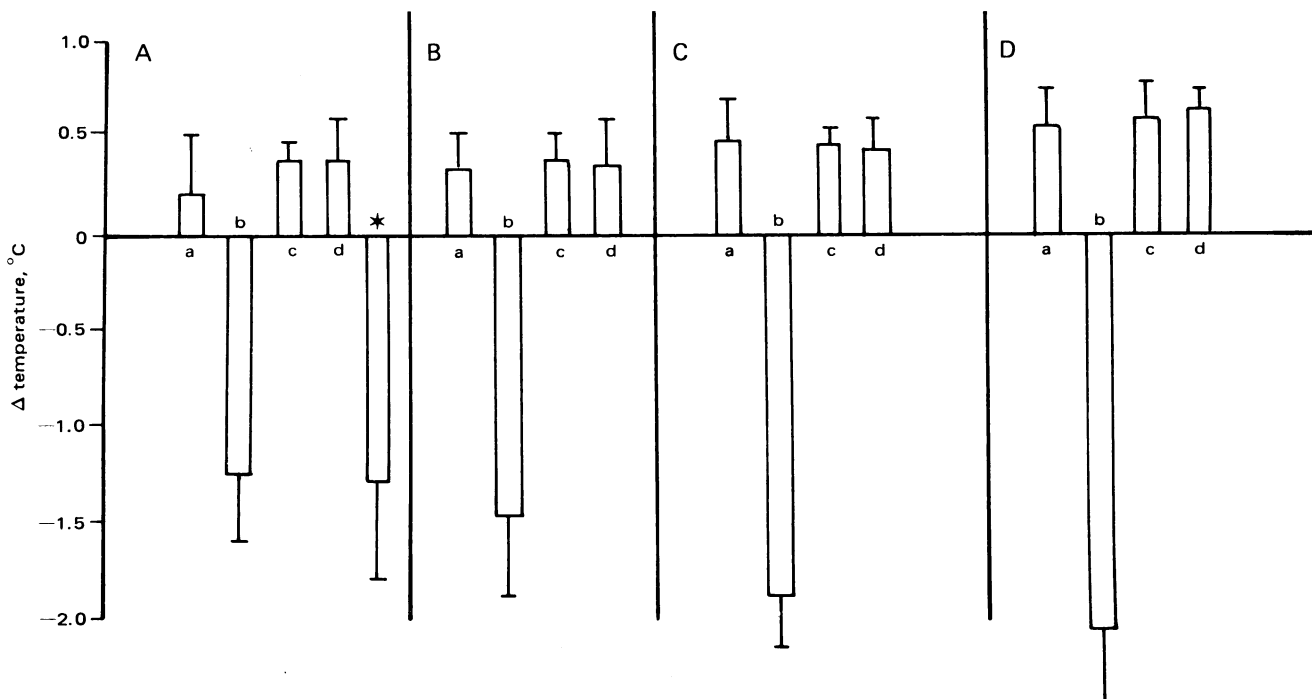 A B C D
1.0
0.5
0
-0.5
-1.0
-1.5
-2.0
Δ temperature, °C
a b c d ✶
a b c d
a b c d
a b c d